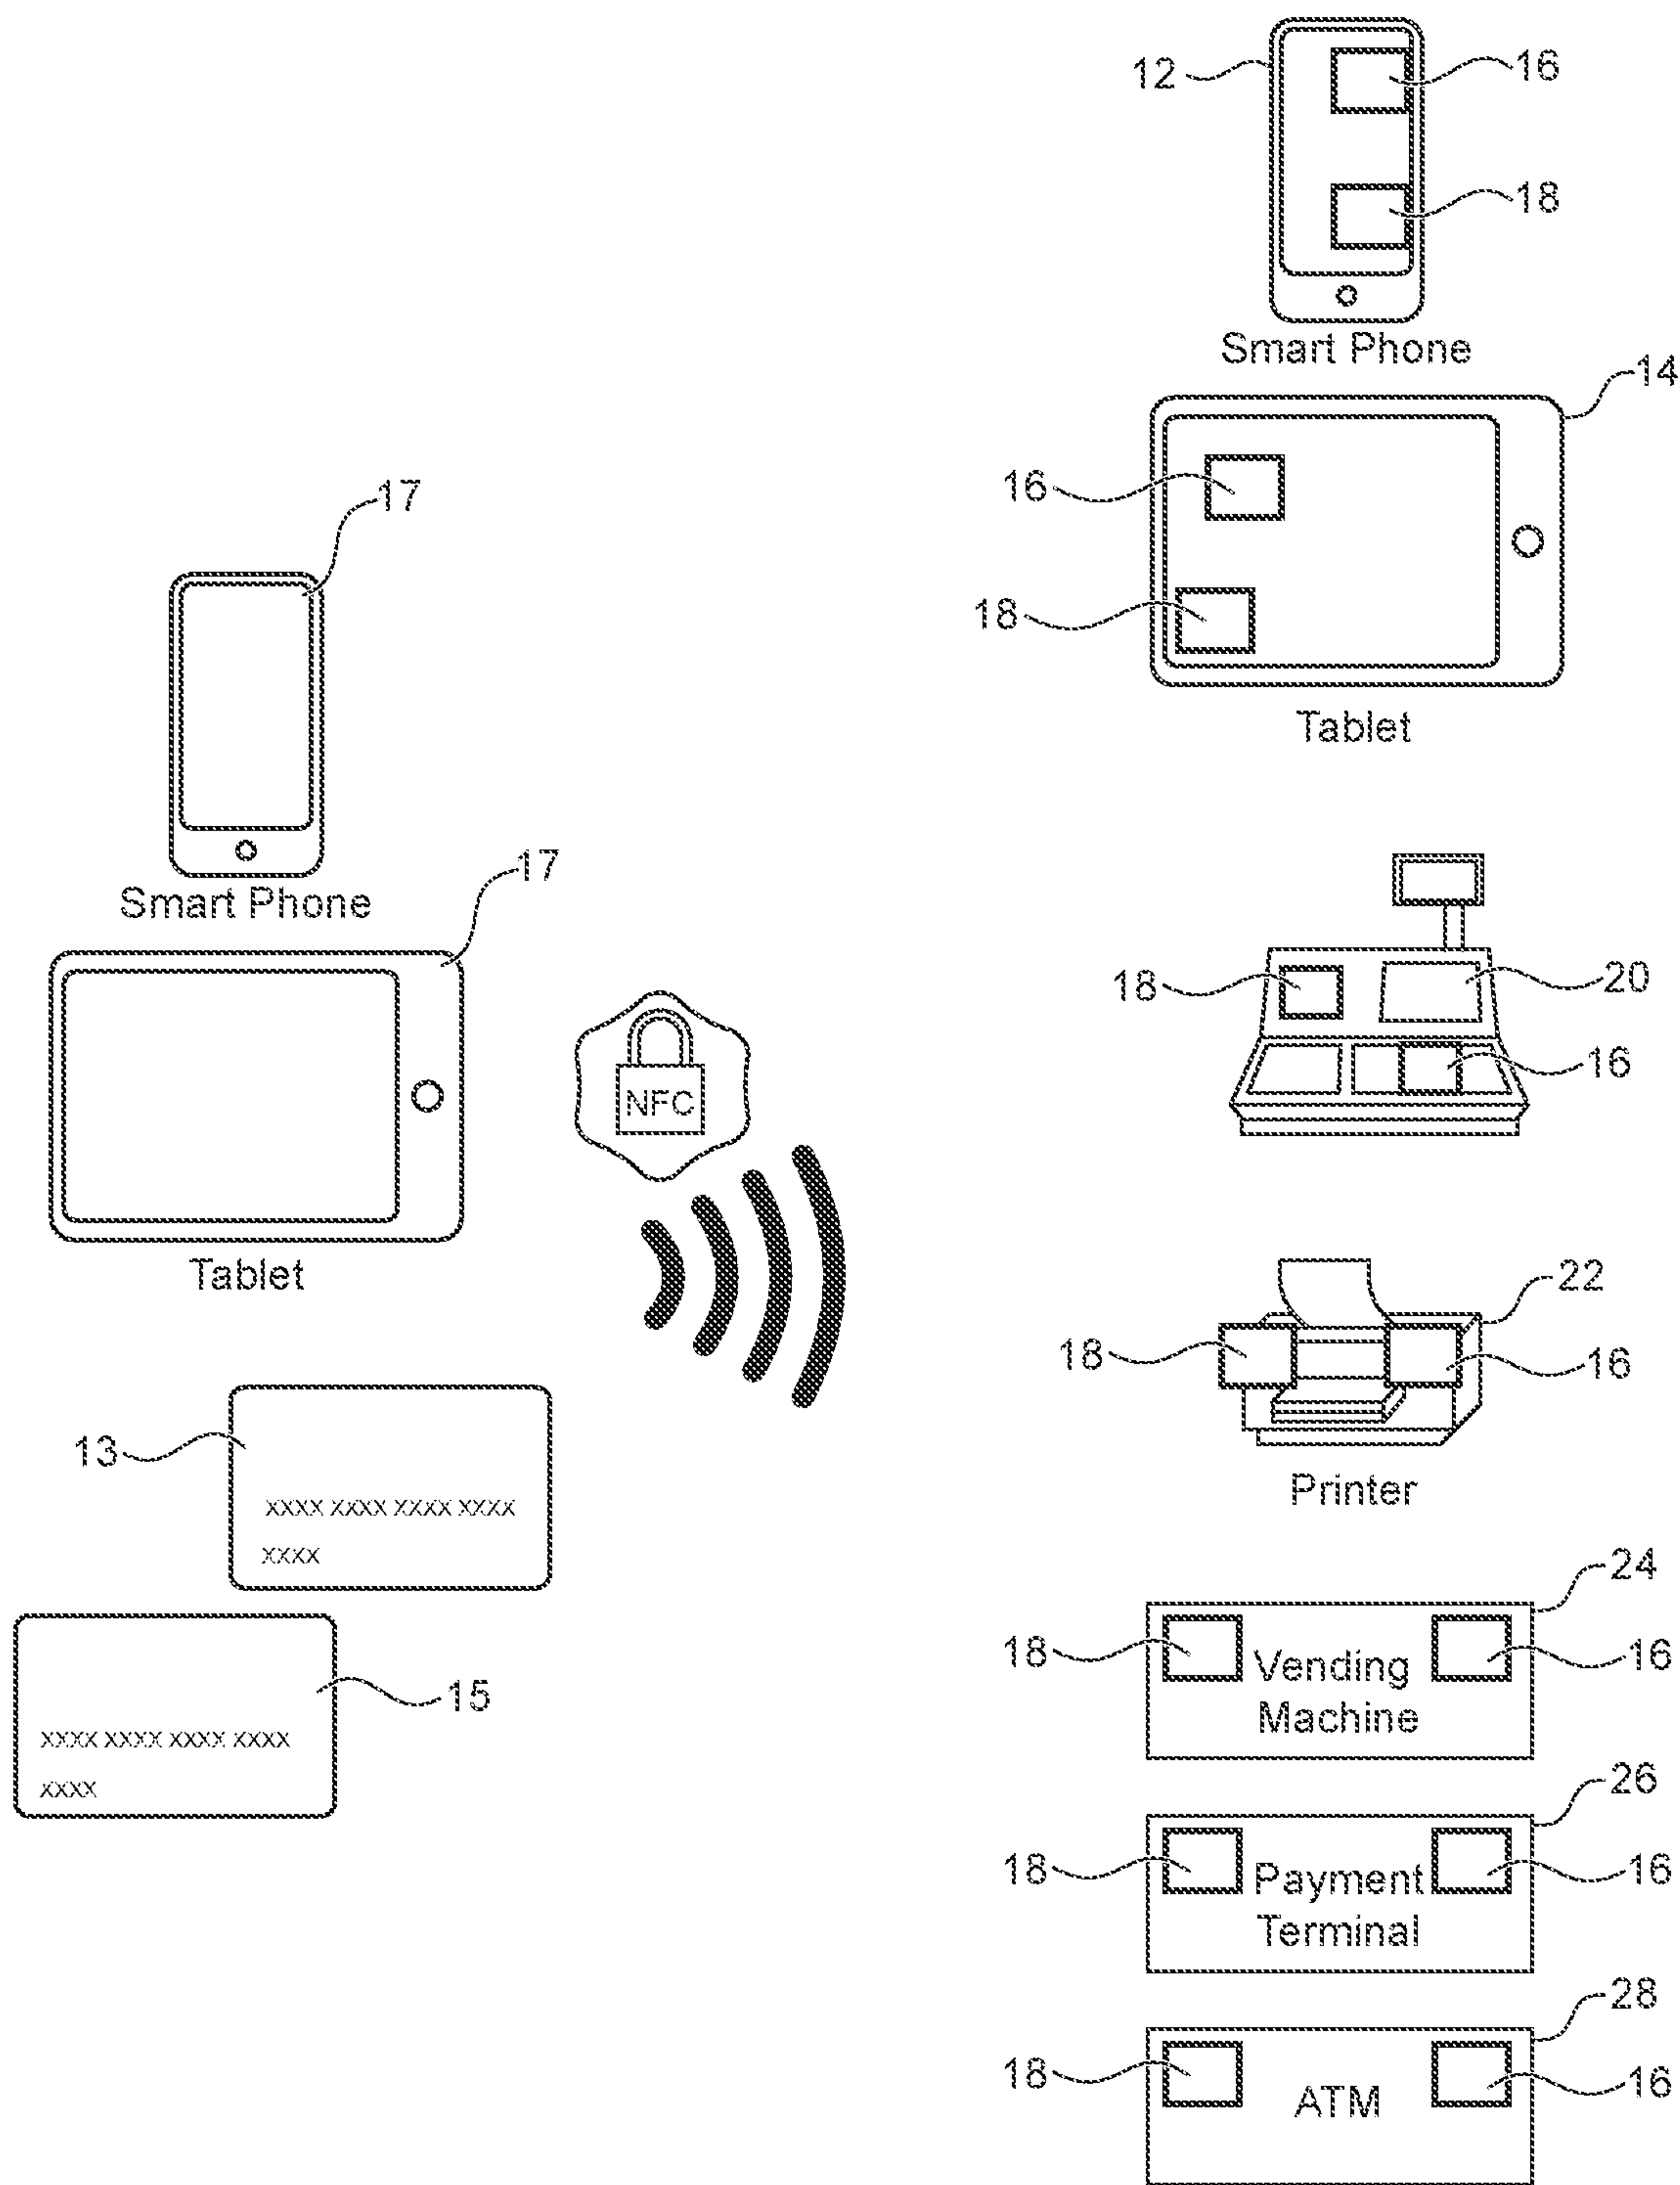 12
16
18
Smart Phone
14
16
18
Tablet
17
Smart Phone
17
Tablet
NFC
13
XXXX XXXX XXXX XXXX
XXXX
15
XXXX XXXX XXXX XXXX
XXXX
18
20
16
22
18
16
Printer
24
18
16
Vending
Machine
26
18
16
Payment
Terminal
28
18
16
ATM